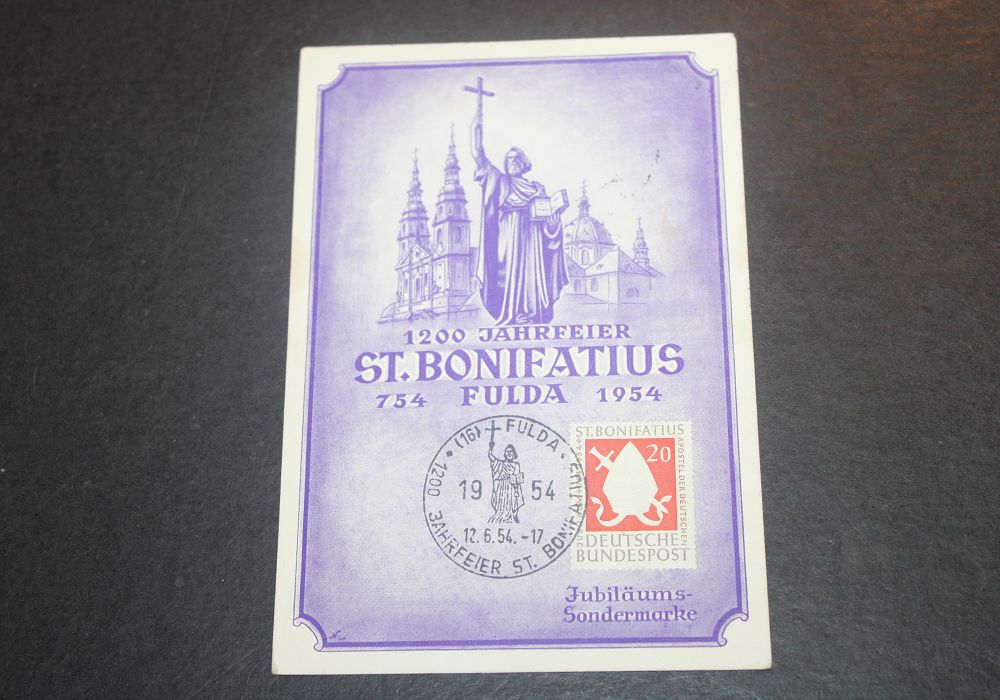 1200 JAHRFEIER
ST. BONIFATIUS
754 FULDA 1954
(16) FULDA
19 54
12.6.54.-17
1200 JAHRFEIER ST. BONIFATIUS
ST. BONIFATIUS
20
APOSTEL DER DEUTSCHEN
DEUTSCHE
BUNDESPOST
Jubiläums-
Sondermarke